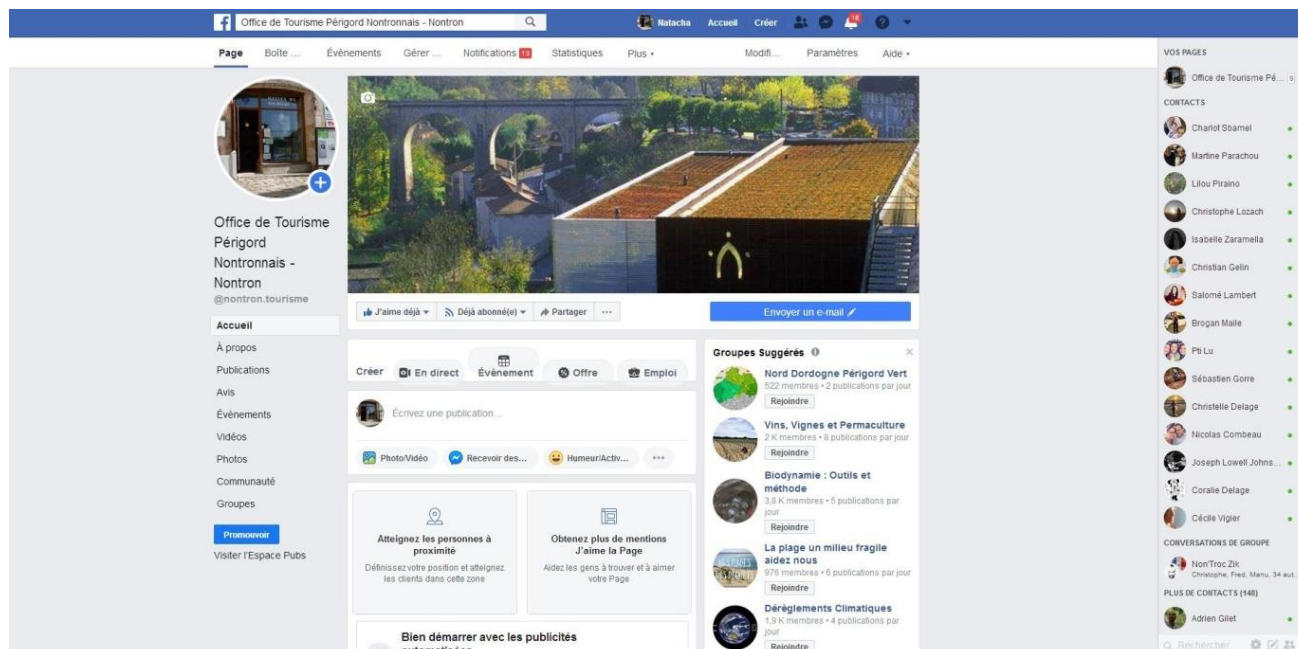 Office de Tourisme Périgord Nontronnais - Nontron
Natacha Accueil Créer 18
Page Boîte ... Évènements Gérer ... Notifications 13 Statistiques Plus Modifi... Paramètres Aide
Office de Tourisme
Périgord
Nontronnais -
Nontron
@nontron.tourisme
Accueil
À propos
Publications
Avis
Évènements
Vidéos
Photos
Communauté
Groupes
Promouvoir
Visiter l'Espace Pubs
J'aime déjà Déjà abonné(e) Partager ...
Envoyer un e-mail
Créer En direct Évènement Offre Emploi
Écrivez une publication...
Photo/Vidéo Recevoir des... Humeur/Activ... ...
Atteignez les personnes à
proximité
Définissez votre position et atteignez
les clients dans cette zone
Obtenez plus de mentions
J'aime la Page
Aidez les gens à trouver et à aimer
votre Page
Bien démarrer avec les publicités
automatisées
Groupes Suggérés
Nord Dordogne Périgord Vert
522 membres • 2 publications par jour
Rejoindre
Vins, Vignes et Permaculture
2 K membres • 8 publications par jour
Rejoindre
Biodynamie : Outils et
méthode
3,8 K membres • 5 publications par
jour
Rejoindre
La plage un milieu fragile
aidez nous
976 membres • 6 publications par jour
Rejoindre
Dérèglements Climatiques
1,9 K membres • 4 publications par
jour
Rejoindre
VOS PAGES
Office de Tourisme Pé... 9
CONTACTS
Charlot Sbamel
Martine Parachou
Lilou Piraino
Christophe Lozach
Isabelle Zaramella
Christian Gelin
Salomé Lambert
Brogan Maile
Pti Lu
Sébastien Gorre
Christelle Delage
Nicolas Combeau
Joseph Lowell Johns...
Coralie Delage
Cécile Vigier
CONVERSATIONS DE GROUPE
Non'Troc Zik
Christophe, Fred, Manu, 34 aut...
PLUS DE CONTACTS (148)
Adrien Gilet
Rechercher